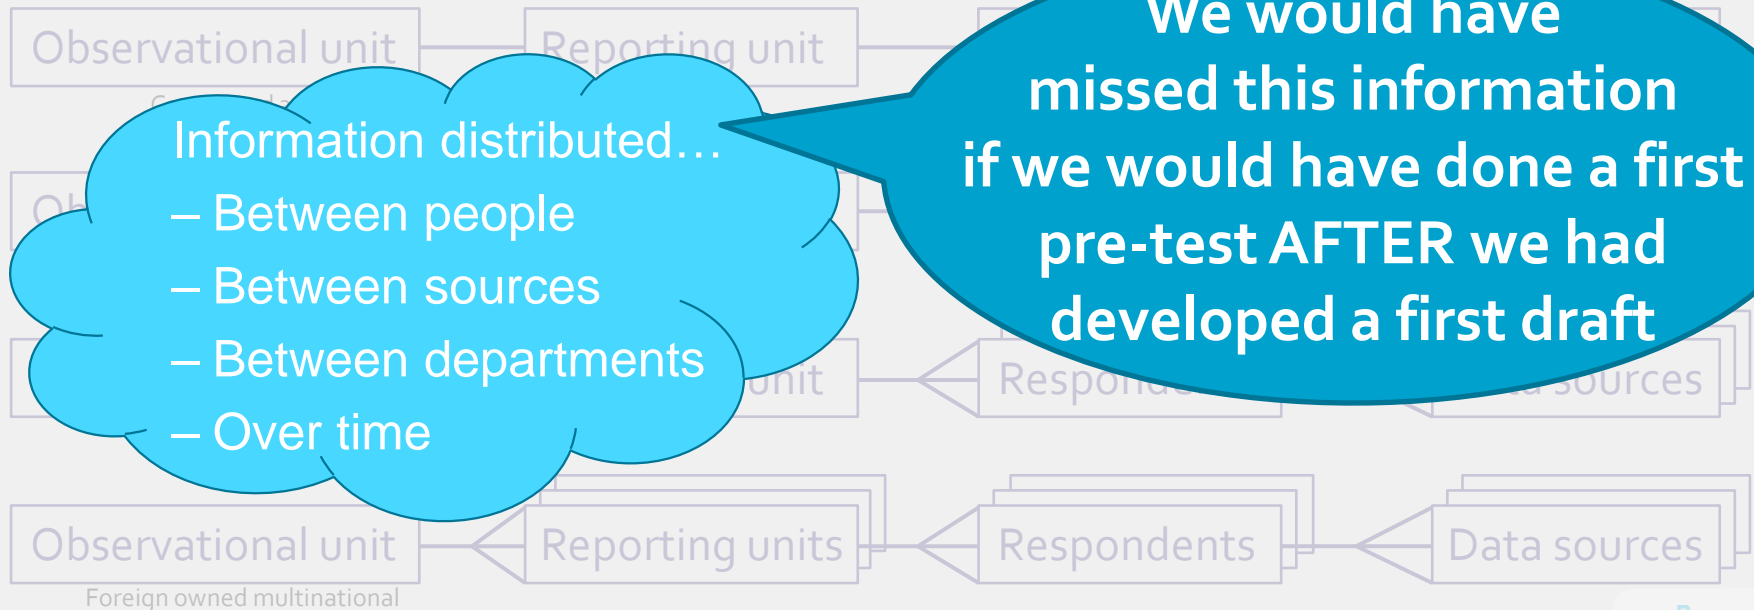 Observational unit
Reporting unit
We would have
missed this information
if we would have done a first
pre-test AFTER we had
developed a first draft
Information distributed…
– Between people
– Between sources
– Between departments
– Over time
unit
sources
Observational unit
Reporting units
Respondents
Data sources
Foreign owned multinational